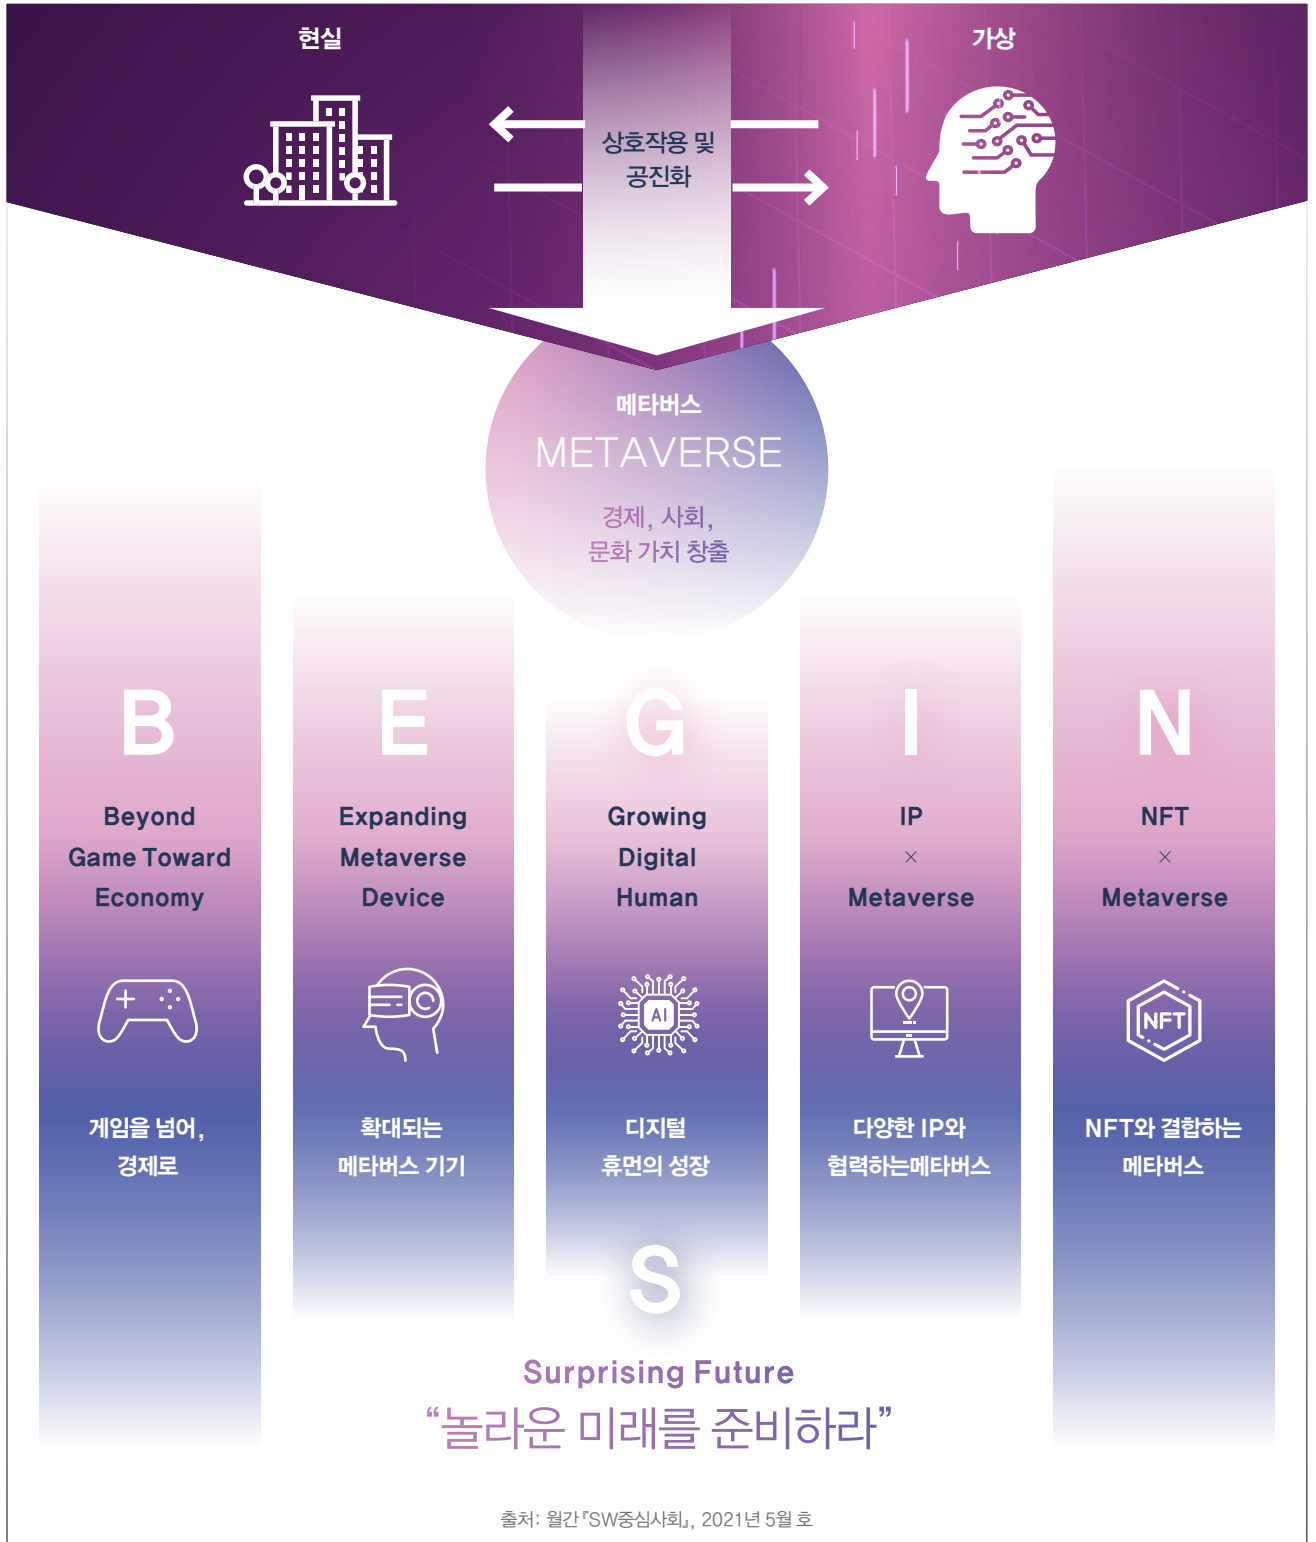 현실
가상
상호작용 및
공진화
메타버스
METAVERSE
경제, 사회,
문화 가치 창출
B
Beyond
Game Toward
Economy
게임을 넘어,
경제로
E
Expanding
Metaverse
Device
확대되는
메타버스 기기
G
Growing
Digital
Human
AI
디지털
휴먼의 성장
I
IP
×
Metaverse
다양한 IP와
협력하는메타버스
N
NFT
×
Metaverse
NFT
NFT와 결합하는
메타버스
S
Surprising Future
“놀라운 미래를 준비하라”
출처: 월간『SW중심사회』, 2021년 5월 호